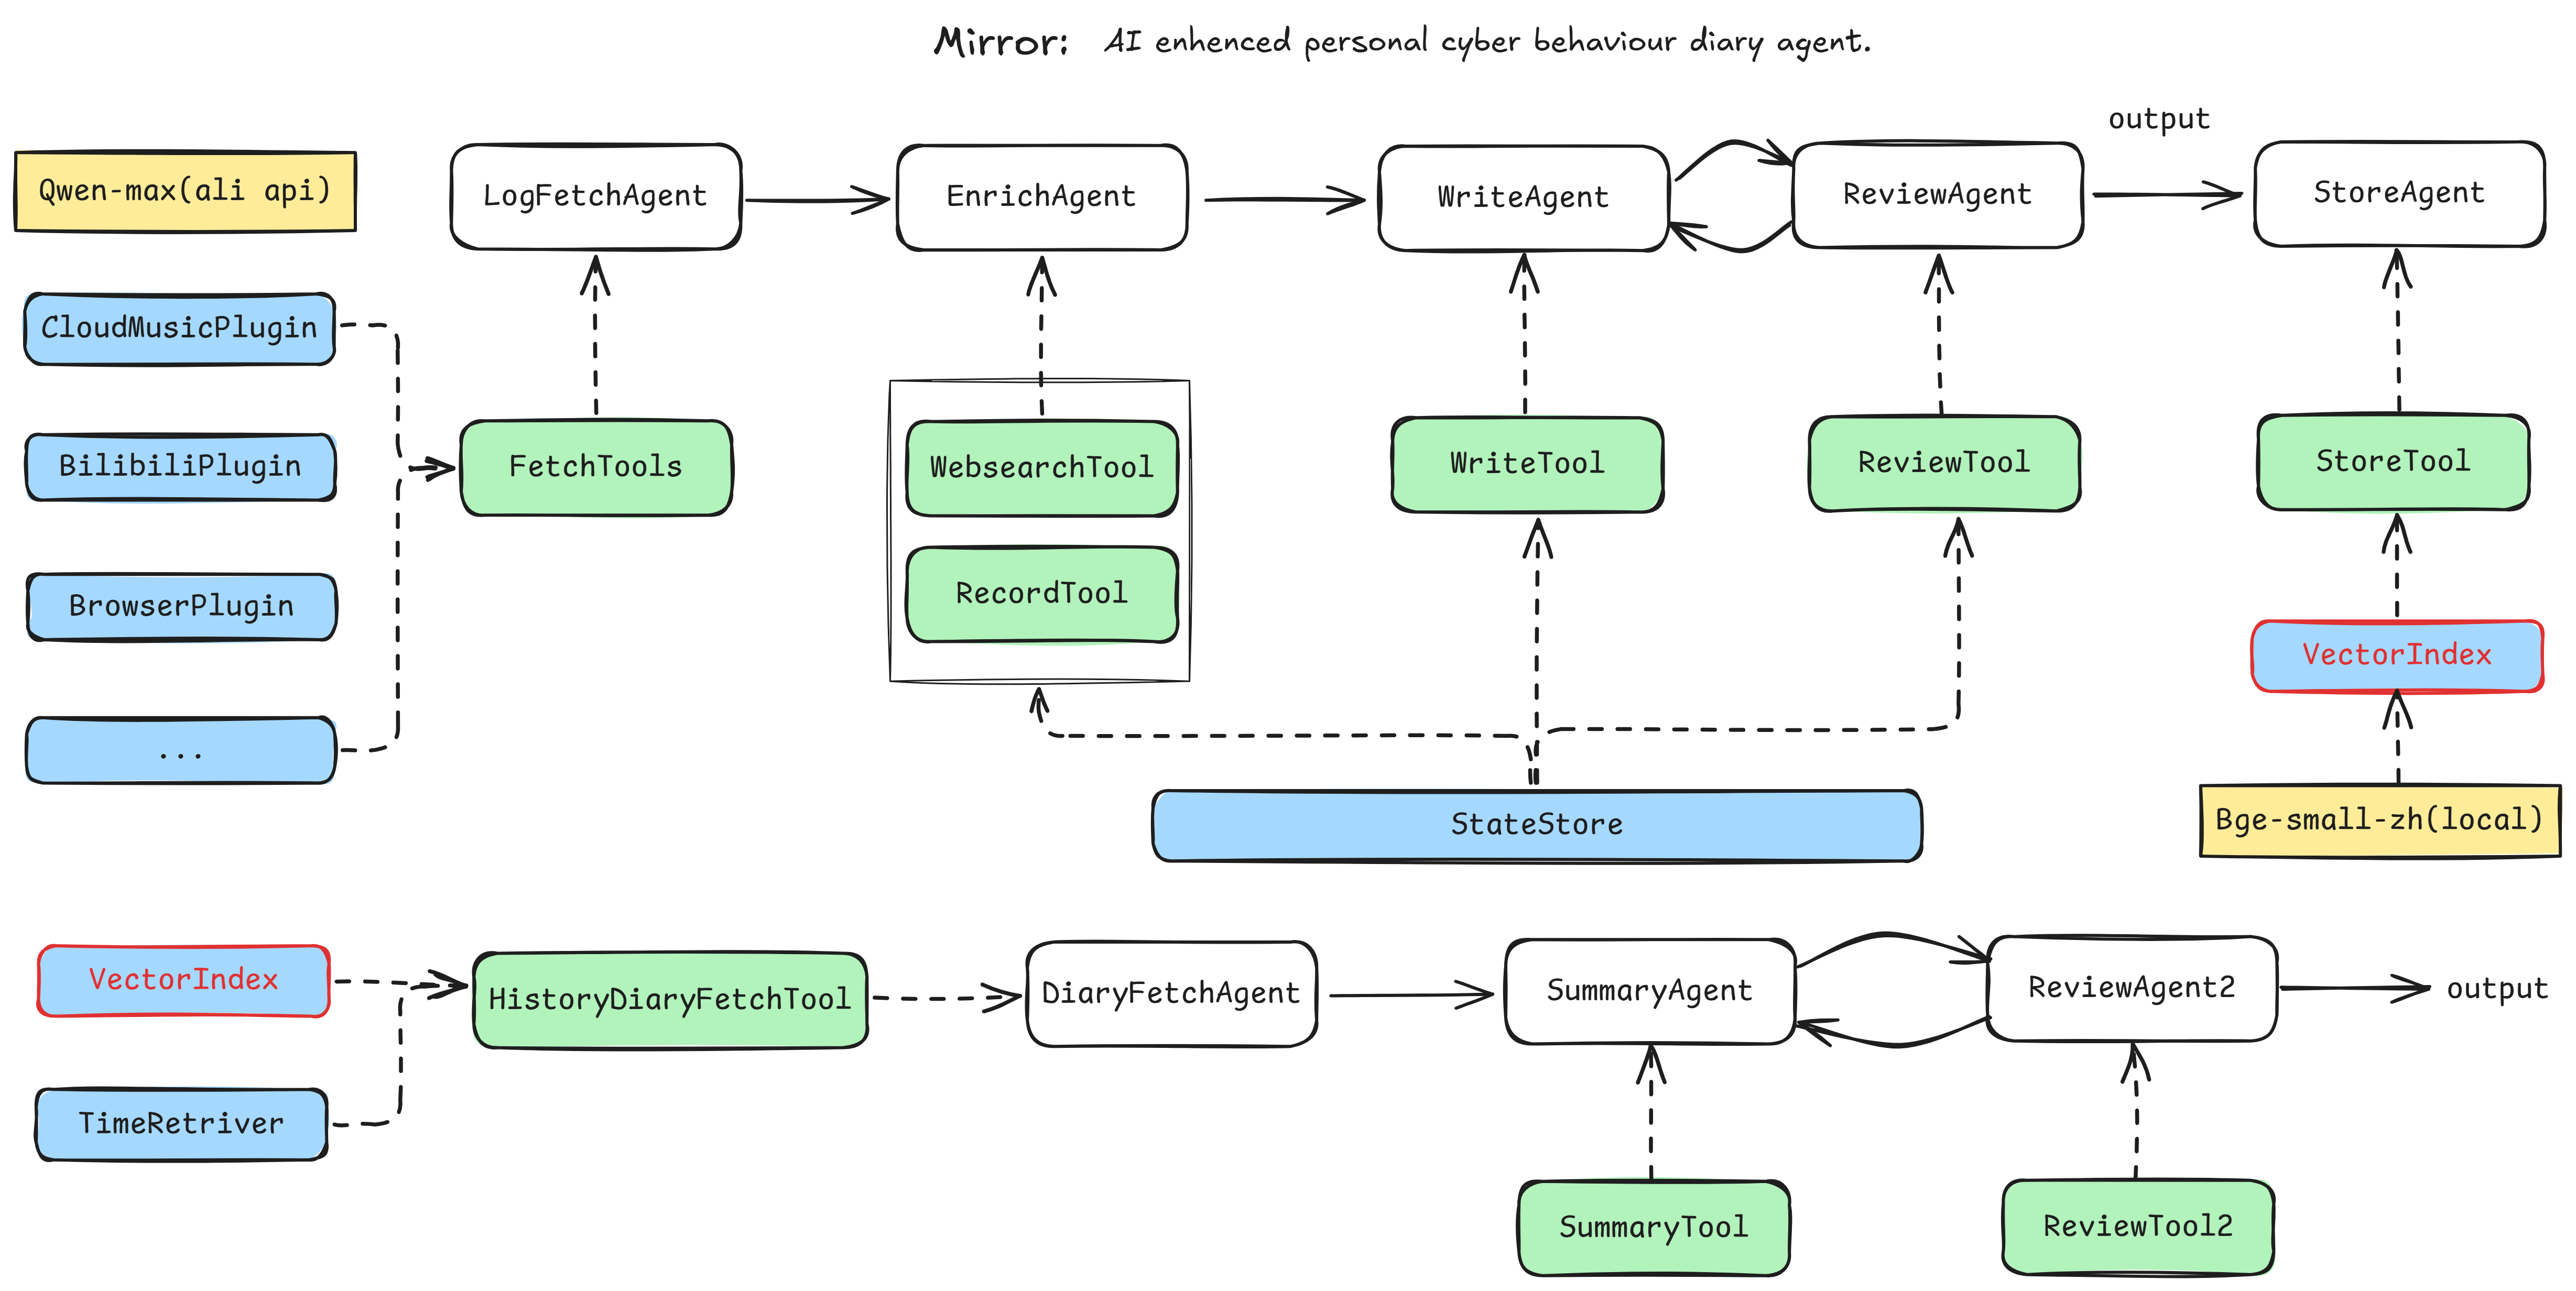 Mirror: AI enhenced personal cyber behaviour diary agent.
output
Qwen-max(ali api)
LogFetchAgent
EnrichAgent
WriteAgent
ReviewAgent
StoreAgent
CloudMusicPlugin
BilibiliPlugin
FetchTools
WebsearchTool
WriteTool
ReviewTool
StoreTool
BrowserPlugin
RecordTool
VectorIndex
...
StateStore
Bge-small-zh(local)
VectorIndex
HistoryDiaryFetchTool
DiaryFetchAgent
SummaryAgent
ReviewAgent2
output
TimeRetriver
SummaryTool
ReviewTool2